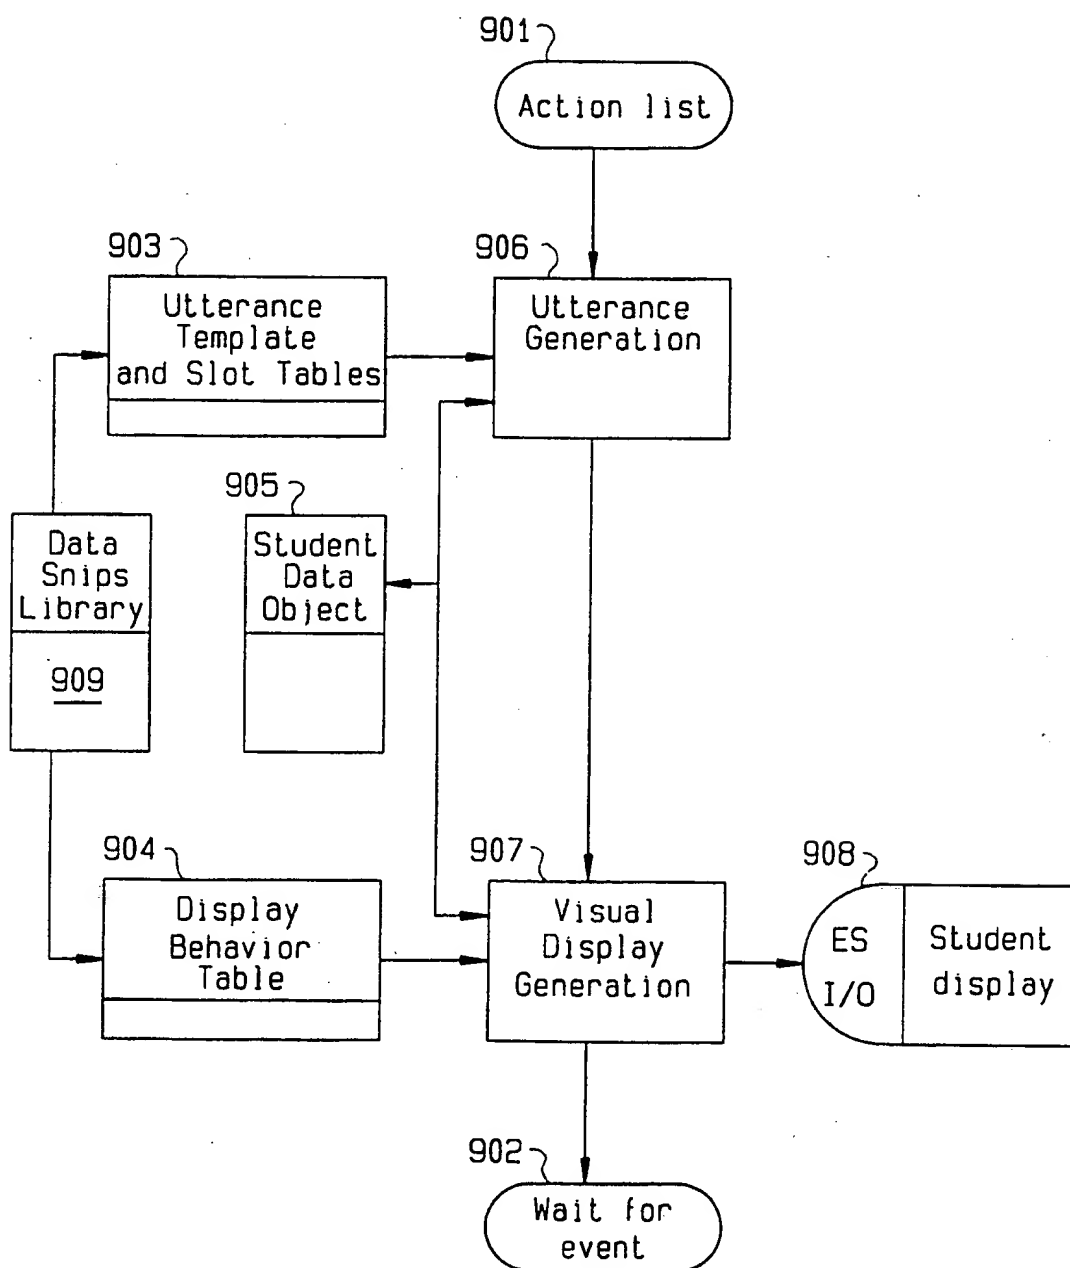 901
Action list
903
906
Utterance
Template
and Slot Tables
Utterance
Generation
905
Student
Data
Object
Data
Snips
Library
909
904
907
908
Display
Behavior
Table
Visual
Display
Generation
ES
I/O
Student
display
902
Wait for
event